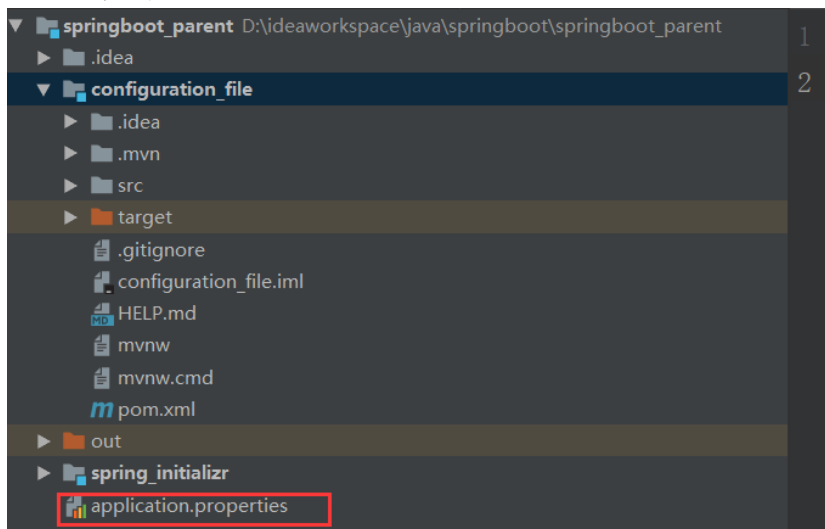 springboot_parent D:\ideaworkspace\java\springboot\springboot_parent
1
.idea
configuration_file
2
.idea
.mvn
src
target
.gitignore
configuration_file.iml
MD HELP.md
mvnw
mvnw.cmd
m pom.xml
out
spring_initializr
application.properties